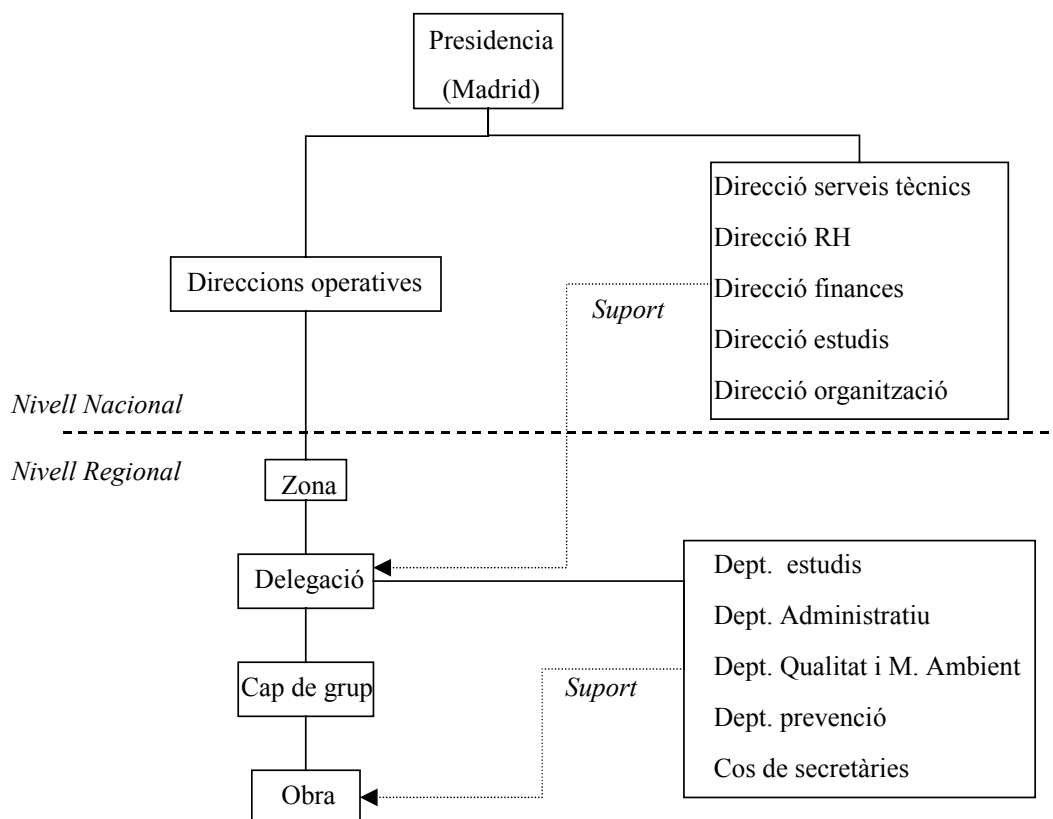 Presidencia
(Madrid)
Direcció serveis tècnics
Direcció RH
Direccions operatives
Direcció finances
Suport
Direcció estudis
Direcció organització
Nivell Nacional
Nivell Regional
Zona
Delegació
Dept. estudis
Dept. Administratiu
Cap de grup
Dept. Qualitat i M. Ambient
Suport
Dept. prevenció
Cos de secretàries
Obra